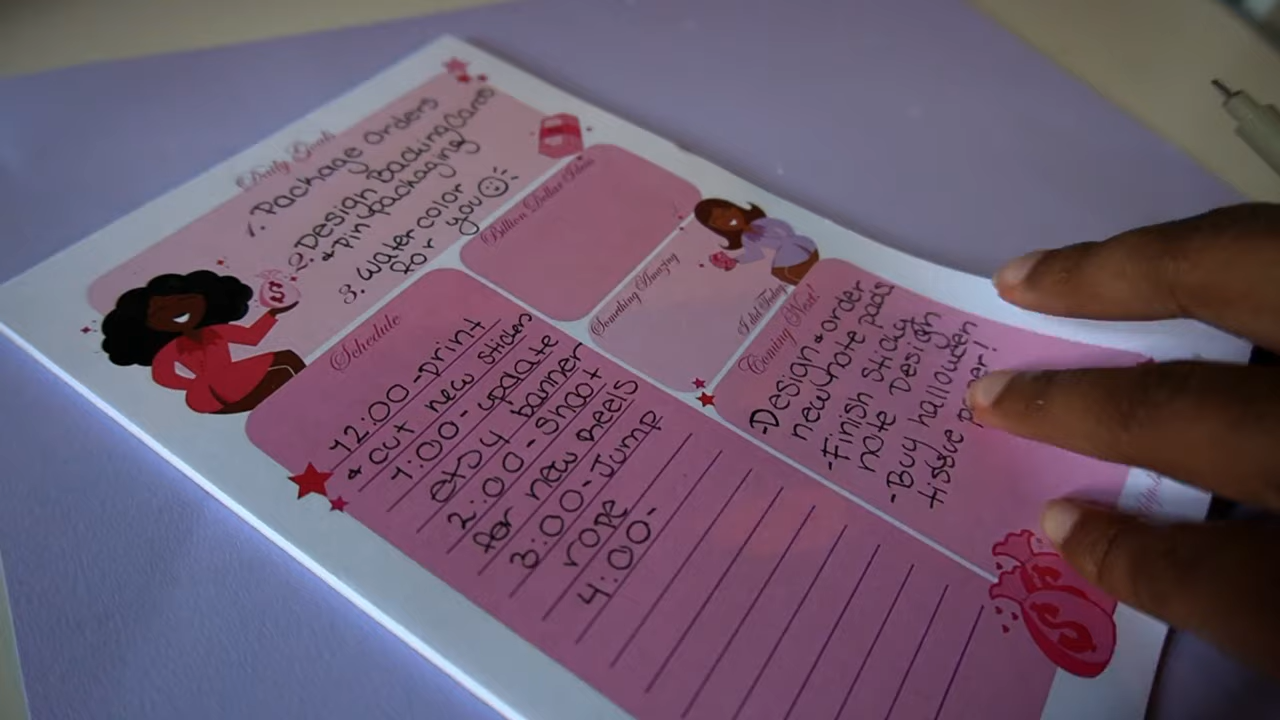 Daily Goals
1. Package Orders
2. Design Backing Cards
+ Pin Packaging
3. Water color
for you
Billion Dollar Ideas
Something Amazing
I did Today
Schedule
12:00 - print
+ cut new stickers
1:00 - update
etsy banner
2:00 - shoot
for new Reels
3:00 - Jump
rope
4:00 -
Coming Next!
- Design + order
new note pads
- Finish Sticky
note Design
- Buy halloween
tissue